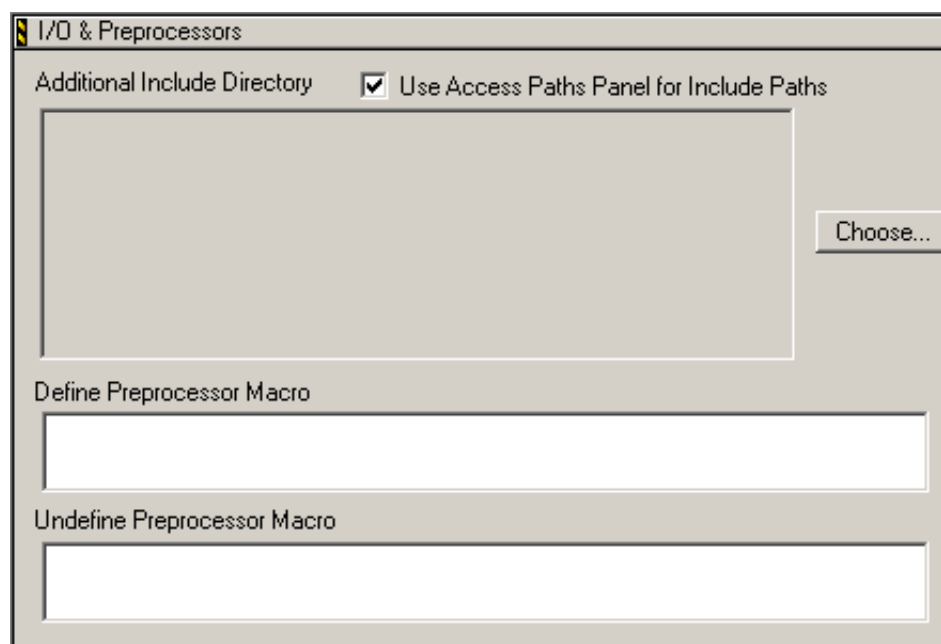 I/O & Preprocessors
Additional Include Directory
Use Access Paths Panel for Include Paths
Choose...
Define Preprocessor Macro
Undefine Preprocessor Macro